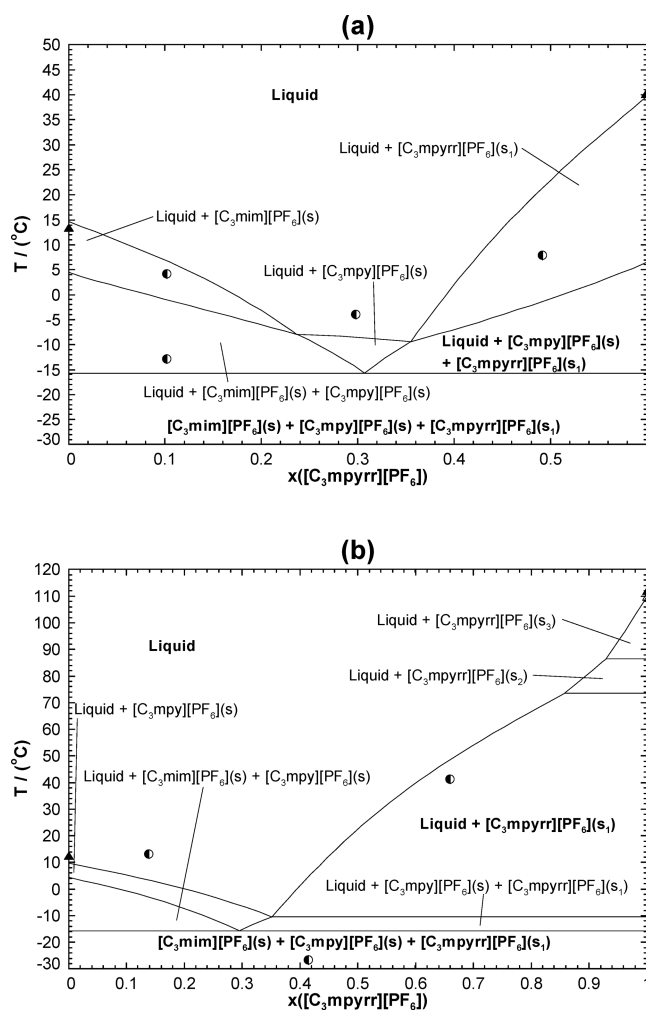 (a)
50
45
40
35
30
25
20
15
10
5
0
-5
-10
-15
-20
-25
-30
T / (°C)
Liquid
Liquid + [C₃mpyrr][PF₆](s₁)
Liquid + [C₃mim][PF₆](s)
Liquid + [C₃mpy][PF₆](s)
Liquid + [C₃mpy][PF₆](s)
+ [C₃mpyrr][PF₆](s₁)
Liquid + [C₃mim][PF₆](s) + [C₃mpy][PF₆](s)
[C₃mim][PF₆](s) + [C₃mpy][PF₆](s) + [C₃mpyrr][PF₆](s₁)
0 0.1 0.2 0.3 0.4 0.5
x([C₃mpyrr][PF₆])
(b)
120
110
100
90
80
70
60
50
40
30
20
10
0
-10
-20
-30
T / (°C)
Liquid + [C₃mpyrr][PF₆](s₃)
Liquid
Liquid + [C₃mpyrr][PF₆](s₂)
Liquid + [C₃mpy][PF₆](s)
Liquid + [C₃mim][PF₆](s) + [C₃mpy][PF₆](s)
Liquid + [C₃mpyrr][PF₆](s₁)
Liquid + [C₃mpy][PF₆](s) + [C₃mpyrr][PF₆](s₁)
[C₃mim][PF₆](s) + [C₃mpy][PF₆](s) + [C₃mpyrr][PF₆](s₁)
0 0.1 0.2 0.3 0.4 0.5 0.6 0.7 0.8 0.9 1
x([C₃mpyrr][PF₆])